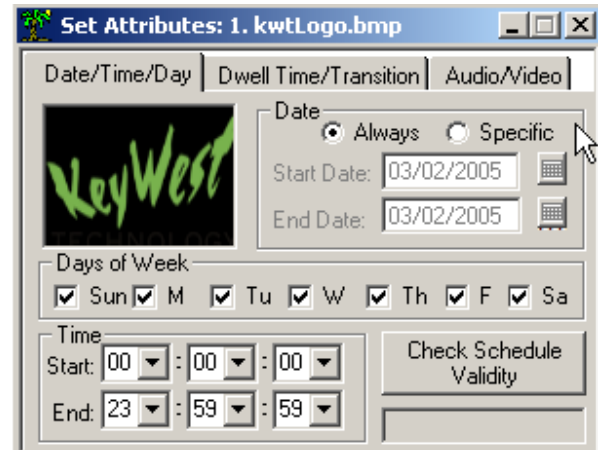 Set Attributes: 1. kwtLogo.bmp
Date/Time/Day Dwell Time/Transition Audio/Video
KeyWest
TECHNOLOGY
Date
Always Specific
Start Date: 03/02/2005
End Date: 03/02/2005
Days of Week
Sun M Tu W Th F Sa
Time
Start: 00 : 00 : 00
End: 23 : 59 : 59
Check Schedule
Validity